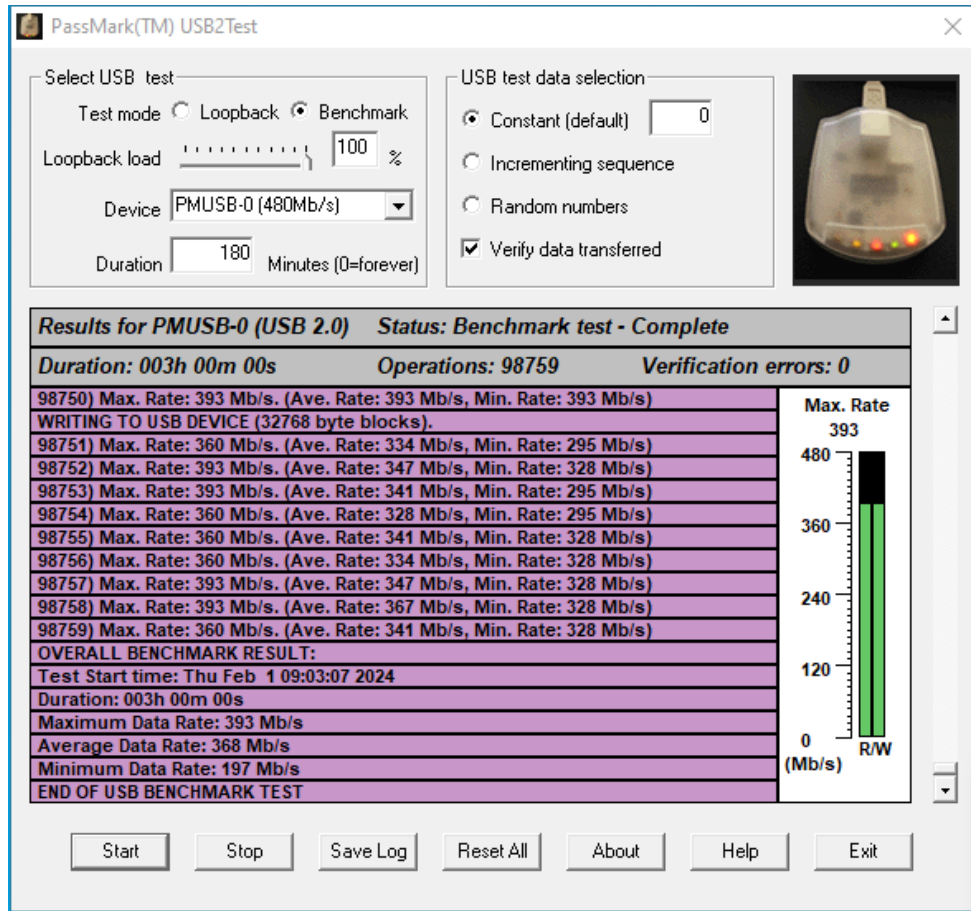 PassMark(TM) USB2Test
Select USB test
Test mode Loopback Benchmark
Loopback load 100 %
Device PMUSB-0 (480Mb/s)
Duration 180 Minutes (0=forever)
USB test data selection
Constant (default) 0
Incrementing sequence
Random numbers
Verify data transferred
Results for PMUSB-0 (USB 2.0) Status: Benchmark test - Complete
Duration: 003h 00m 00s Operations: 98759 Verification errors: 0
98750) Max. Rate: 393 Mb/s. (Ave. Rate: 393 Mb/s, Min. Rate: 393 Mb/s)
WRITING TO USB DEVICE (32768 byte blocks).
98751) Max. Rate: 360 Mb/s. (Ave. Rate: 334 Mb/s, Min. Rate: 295 Mb/s)
98752) Max. Rate: 393 Mb/s. (Ave. Rate: 347 Mb/s, Min. Rate: 328 Mb/s)
98753) Max. Rate: 393 Mb/s. (Ave. Rate: 341 Mb/s, Min. Rate: 295 Mb/s)
98754) Max. Rate: 360 Mb/s. (Ave. Rate: 328 Mb/s, Min. Rate: 295 Mb/s)
98755) Max. Rate: 360 Mb/s. (Ave. Rate: 341 Mb/s, Min. Rate: 328 Mb/s)
98756) Max. Rate: 360 Mb/s. (Ave. Rate: 334 Mb/s, Min. Rate: 328 Mb/s)
98757) Max. Rate: 393 Mb/s. (Ave. Rate: 347 Mb/s, Min. Rate: 328 Mb/s)
98758) Max. Rate: 393 Mb/s. (Ave. Rate: 367 Mb/s, Min. Rate: 328 Mb/s)
98759) Max. Rate: 360 Mb/s. (Ave. Rate: 341 Mb/s, Min. Rate: 328 Mb/s)
OVERALL BENCHMARK RESULT:
Test Start time: Thu Feb 1 09:03:07 2024
Duration: 003h 00m 00s
Maximum Data Rate: 393 Mb/s
Average Data Rate: 368 Mb/s
Minimum Data Rate: 197 Mb/s
END OF USB BENCHMARK TEST
Max. Rate
393
480
360
240
120
0
R/W
(Mb/s)
Start Stop Save Log Reset All About Help Exit